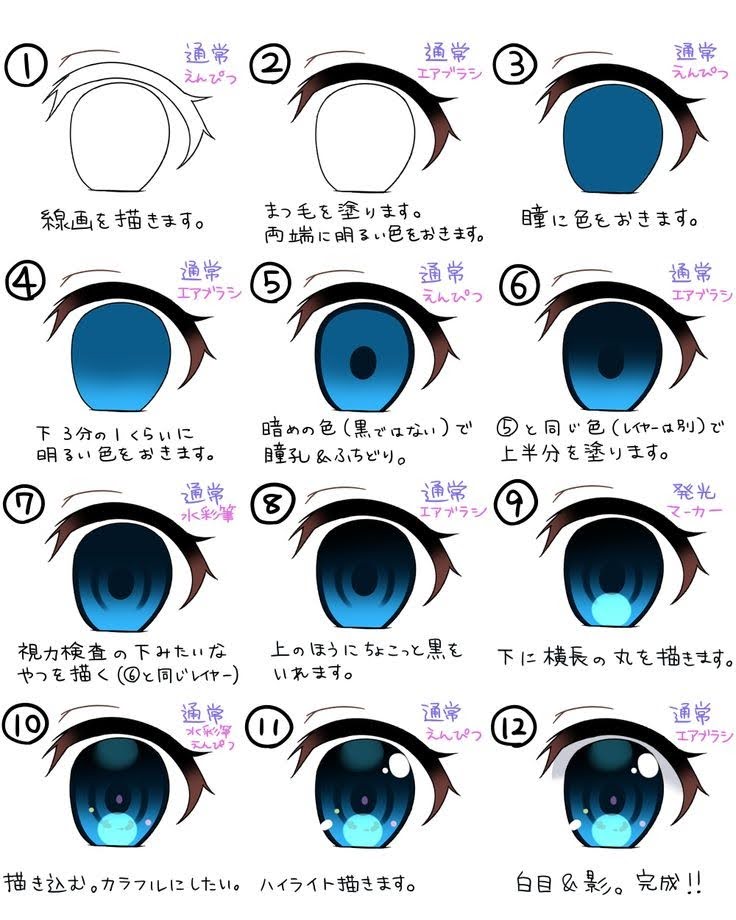 ①
通常
えんぴつ
線画を描きます。
②
通常
エアブラシ
まつ毛を塗ります。
両端に明るい色をおきます。
③
通常
えんぴつ
瞳に色をおきます。
④
通常
エアブラシ
下3分の1くらいに
明るい色をおきます。
⑤
通常
えんぴつ
暗めの色(黒ではない)で
瞳孔&ふちどり。
⑥
通常
エアブラシ
⑤と同じ色(レイヤーは別)で
上半分を塗ります。
⑦
通常
水彩筆
視力検査の下みたいな
やつを描く(⑥と同じレイヤー)
⑧
通常
エアブラシ
上のほうにちょこっと黒を
いれます。
⑨
発光
マーカー
下に横長の丸を描きます。
⑩
通常
水彩筆
えんぴつ
描き込む。カラフルにしたい。
⑪
通常
えんぴつ
ハイライト描きます。
⑫
通常
エアブラシ
白目&影。完成!!